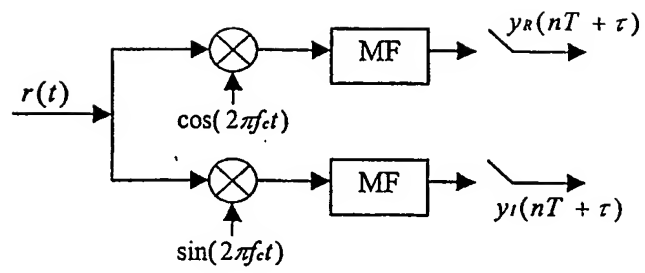 y_R(nT + τ)
MF
r(t)
cos(2πf_ct)
MF
y_I(nT + τ)
sin(2πf_ct)